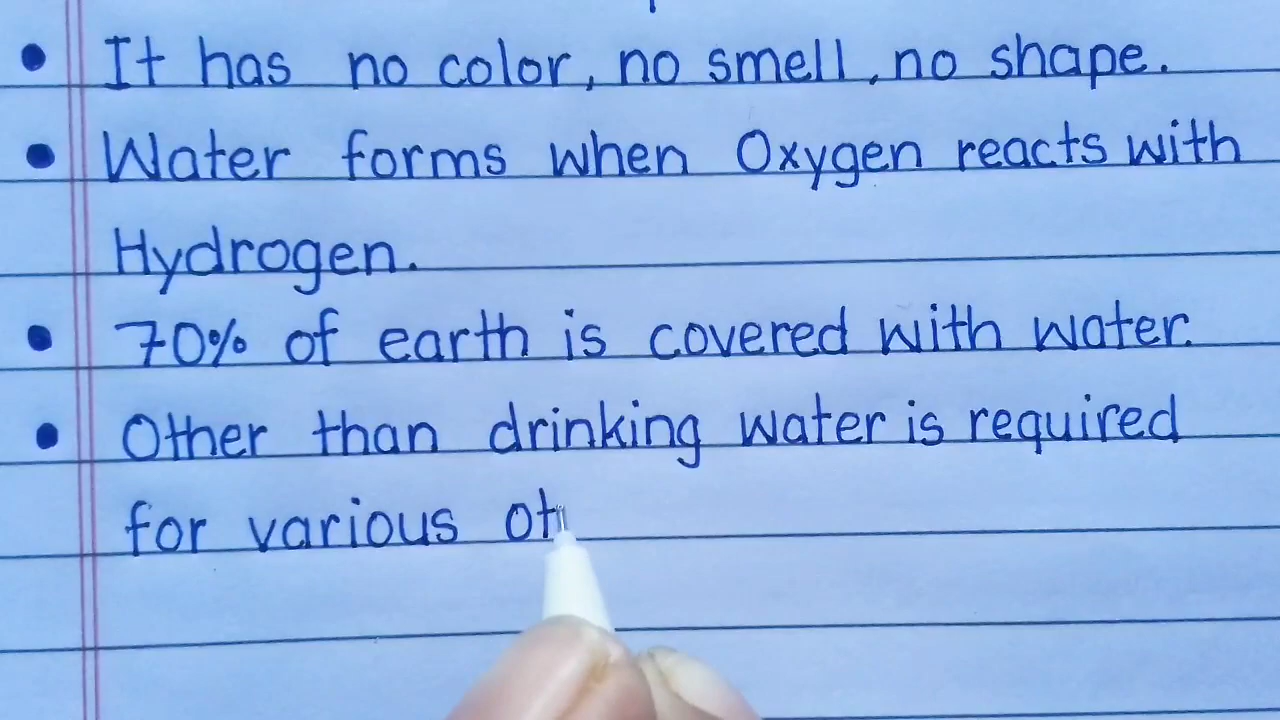 • It has no color, no smell, no shape.
• Water forms when Oxygen reacts with
Hydrogen.
• 70% of earth is covered with water.
• Other than drinking water is required
for various ot